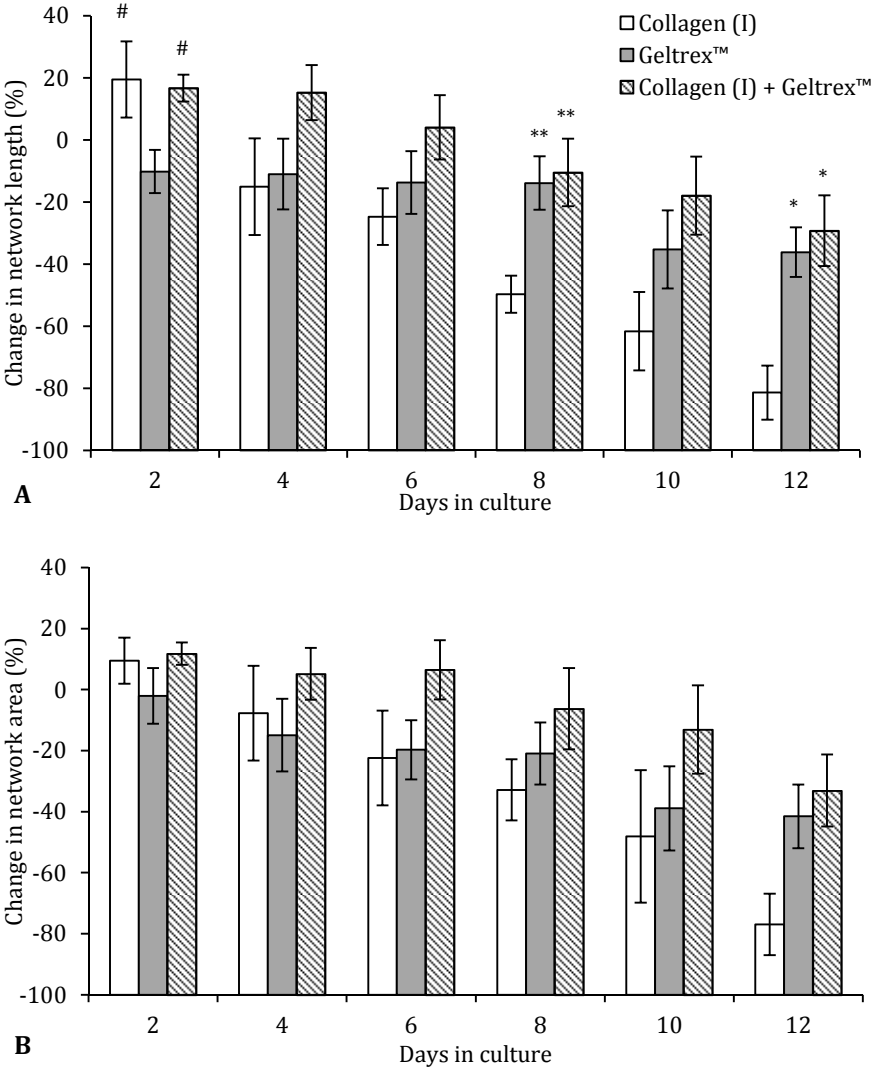 40
20
0
-20
-40
-60
-80
-100
Change in network length (%)
#
#
**
**
*
*
Collagen (I)
Geltrex™
Collagen (I) + Geltrex™
2 4 6 8 10 12
Days in culture
A
40
20
0
-20
-40
-60
-80
-100
Change in network area (%)
2 4 6 8 10 12
Days in culture
B